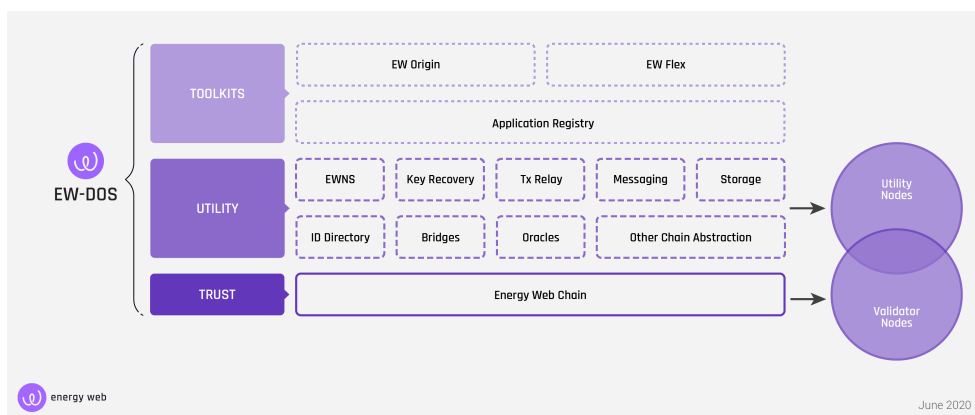 TOOLKITS
EW Origin
EW Flex
Application Registry
EW-DOS
UTILITY
EWNS
Key Recovery
Tx Relay
Messaging
Storage
ID Directory
Bridges
Oracles
Other Chain Abstraction
Utility
Nodes
TRUST
Energy Web Chain
Validator
Nodes
energy web
June 2020